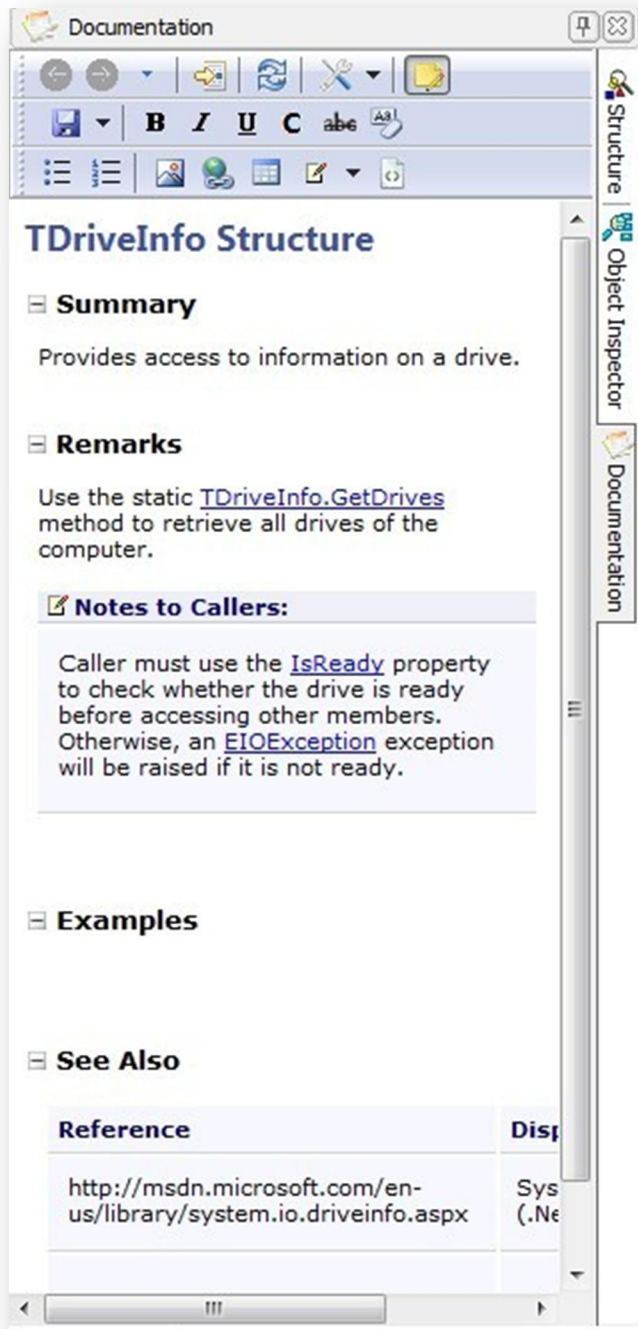 Documentation
B I U C abc
TDriveInfo Structure
Summary
Provides access to information on a drive.
Remarks
Use the static TDriveInfo.GetDrives
method to retrieve all drives of the
computer.
Notes to Callers:
Caller must use the IsReady property
to check whether the drive is ready
before accessing other members.
Otherwise, an EIOException exception
will be raised if it is not ready.
Examples
See Also
Reference
Disp
http://msdn.microsoft.com/en-
us/library/system.io.driveinfo.aspx
Sys
(.Ne
Structure
Object Inspector
Documentation